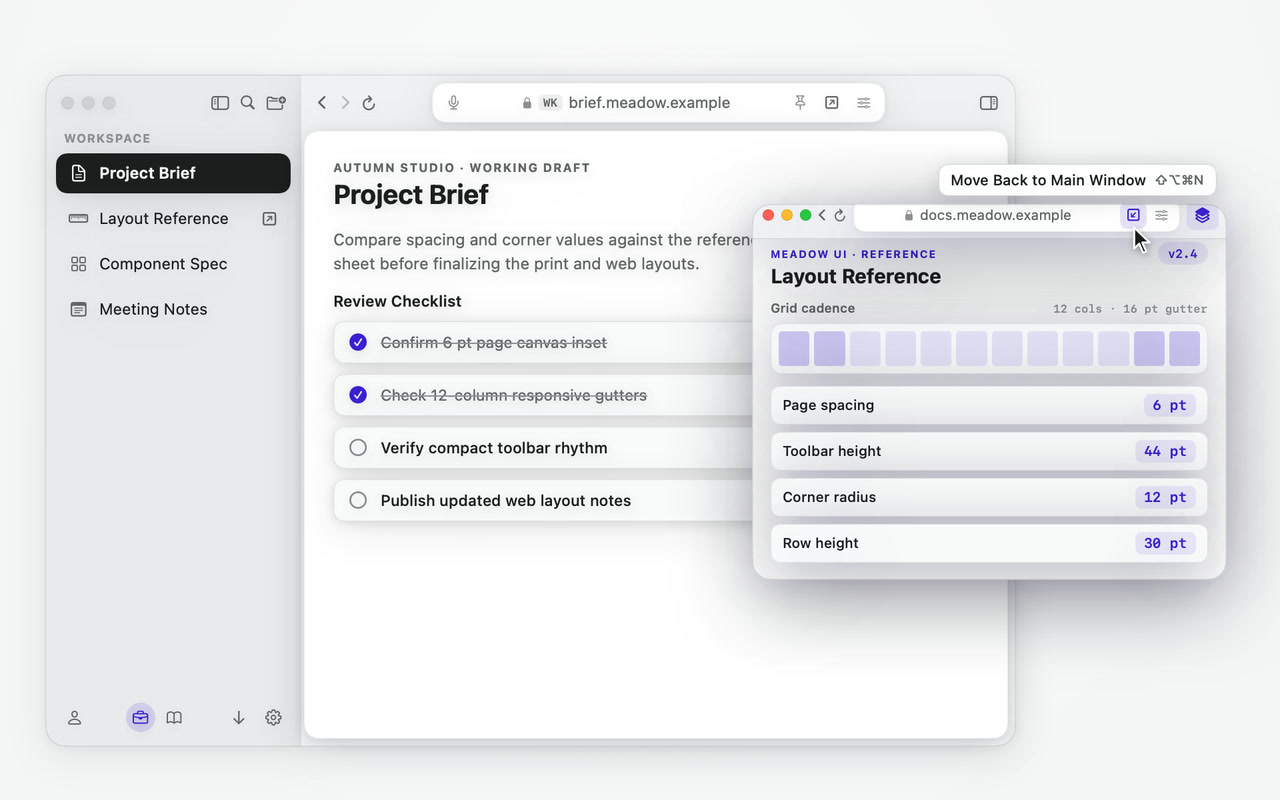 WORKSPACE
Project Brief
Layout Reference
Component Spec
Meeting Notes
WK brief.meadow.example
AUTUMN STUDIO · WORKING DRAFT
Project Brief
Compare spacing and corner values against the referen
sheet before finalizing the print and web layouts.
Review Checklist
Confirm 6 pt page canvas inset
Check 12-column responsive gutters
Verify compact toolbar rhythm
Publish updated web layout notes
Move Back to Main Window ⇧⌥⌘N
docs.meadow.example
MEADOW UI · REFERENCE
v2.4
Layout Reference
Grid cadence
12 cols · 16 pt gutter
Page spacing 6 pt
Toolbar height 44 pt
Corner radius 12 pt
Row height 30 pt